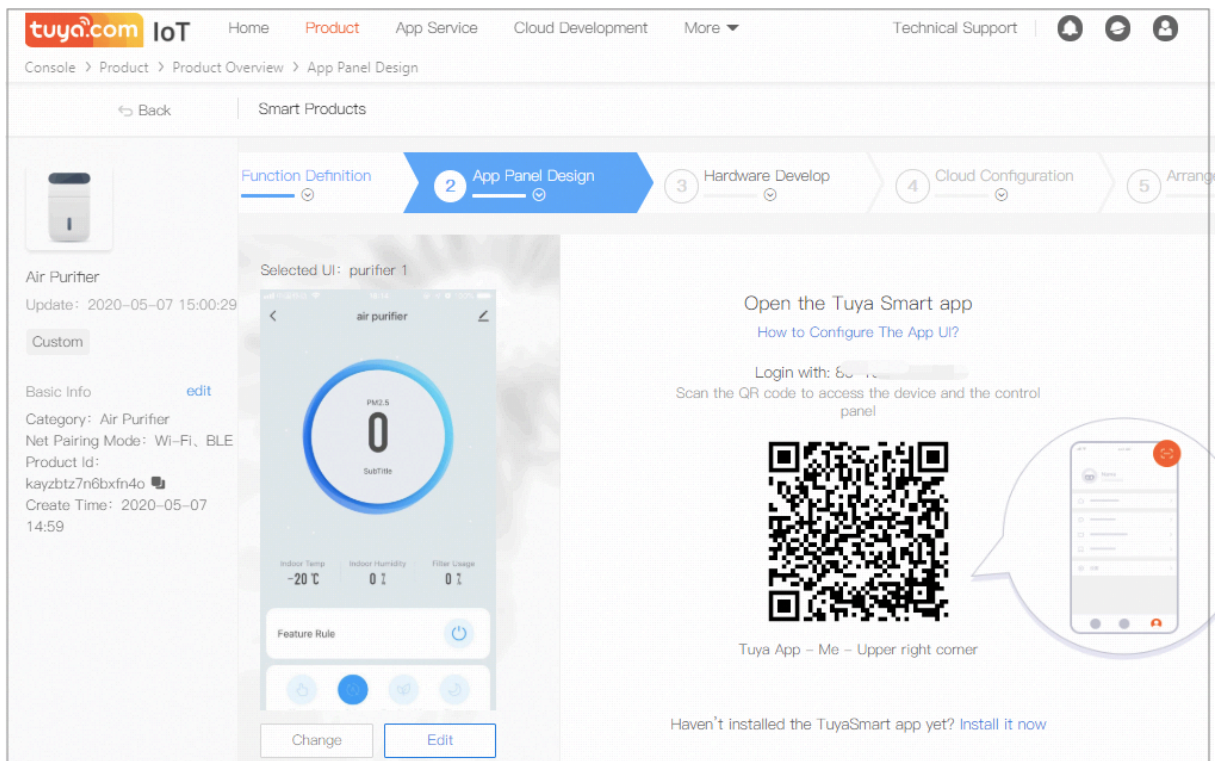 tuya.com IoT Home Product App Service Cloud Development More Technical Support
Console > Product > Product Overview > App Panel Design
Back Smart Products
Function Definition
2 App Panel Design
3 Hardware Develop
4 Cloud Configuration
5 Arrang
Air Purifier
Update: 2020-05-07 15:00:29
Custom
Basic Info edit
Category: Air Purifier
Net Pairing Mode: Wi-Fi、BLE
Product Id:
kayzbtz7n6bxfn4o
Create Time: 2020-05-07
14:59
Selected UI: purifier 1
air purifier
PM2.5
0
SubTitle
Indoor Temp Indoor Humidity Filter Usage
-20 ℃ 0 % 0 %
Feature Rule
Change Edit
Open the Tuya Smart app
How to Configure The App UI?
Login with:
Scan the QR code to access the device and the control
panel
Tuya App - Me - Upper right corner
Haven't installed the TuyaSmart app yet? Install it now